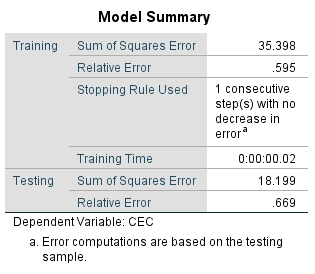 Model Summary
Training Sum of Squares Error 35.398
Relative Error .595
Stopping Rule Used 1 consecutive
step(s) with no
decrease in
error a
Training Time 0:00:00.02
Testing Sum of Squares Error 18.199
Relative Error .669
Dependent Variable: CEC
a. Error computations are based on the testing
sample.